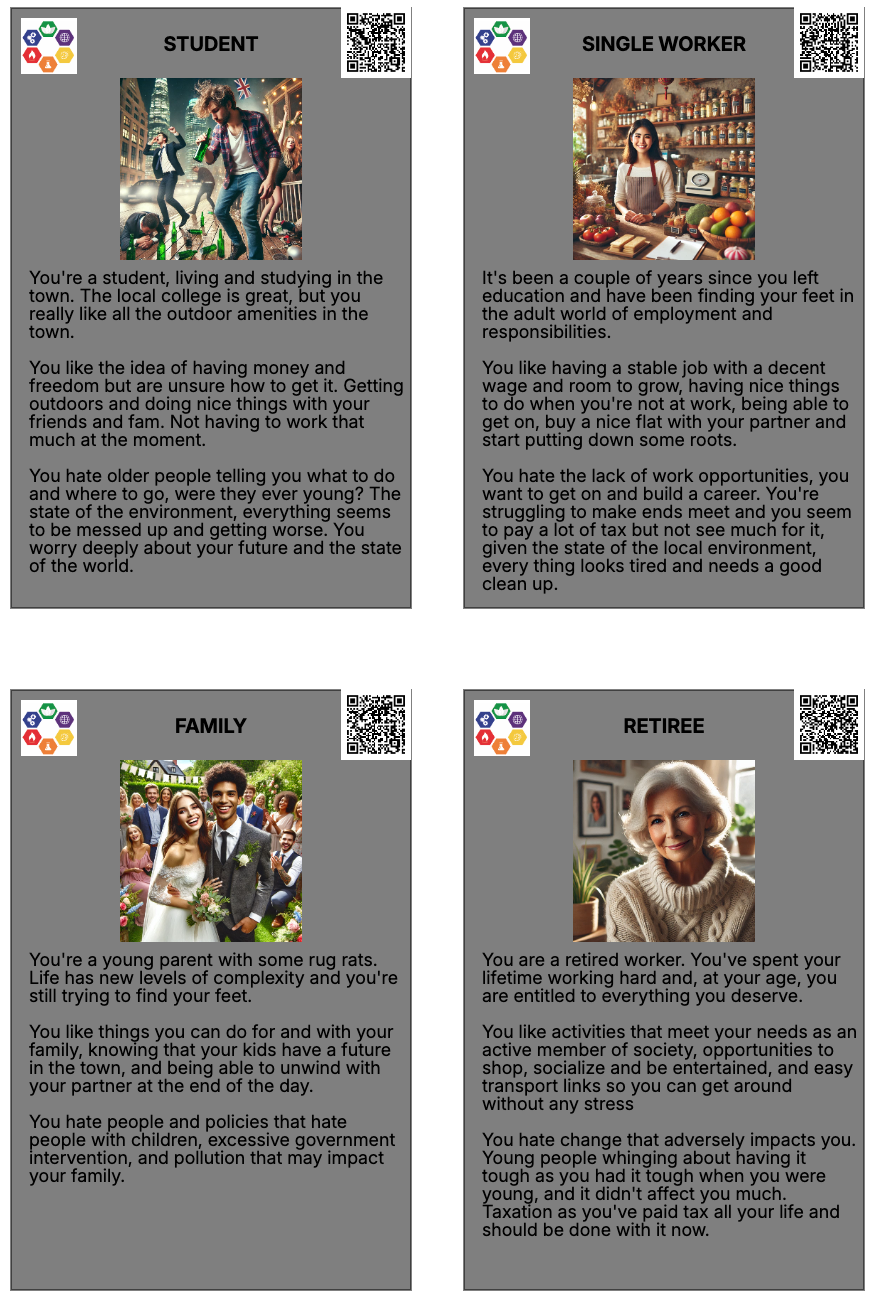 STUDENT
You're a student, living and studying in the
town. The local college is great, but you
really like all the outdoor amenities in the
town.
You like the idea of having money and
freedom but are unsure how to get it. Getting
outdoors and doing nice things with your
friends and fam. Not having to work that
much at the moment.
You hate older people telling you what to do
and where to go, were they ever young? The
state of the environment, everything seems
to be messed up and getting worse. You
worry deeply about your future and the state
of the world.
SINGLE WORKER
It's been a couple of years since you left
education and have been finding your feet in
the adult world of employment and
responsibilities.
You like having a stable job with a decent
wage and room to grow, having nice things
to do when you're not at work, being able to
get on, buy a nice flat with your partner and
start putting down some roots.
You hate the lack of work opportunities, you
want to get on and build a career. You're
struggling to make ends meet and you seem
to pay a lot of tax but not see much for it,
given the state of the local environment,
every thing looks tired and needs a good
clean up.
FAMILY
You're a young parent with some rug rats.
Life has new levels of complexity and you're
still trying to find your feet.
You like things you can do for and with your
family, knowing that your kids have a future
in the town, and being able to unwind with
your partner at the end of the day.
You hate people and policies that hate
people with children, excessive government
intervention, and pollution that may impact
your family.
RETIREE
You are a retired worker. You've spent your
lifetime working hard and, at your age, you
are entitled to everything you deserve.
You like activities that meet your needs as an
active member of society, opportunities to
shop, socialize and be entertained, and easy
transport links so you can get around
without any stress
You hate change that adversely impacts you.
Young people whinging about having it
tough as you had it tough when you were
young, and it didn't affect you much.
Taxation as you've paid tax all your life and
should be done with it now.